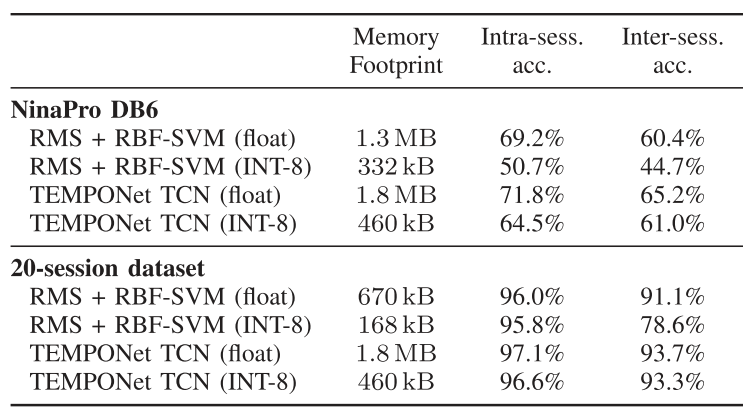 Memory Intra-sess. Inter-sess.
Footprint acc. acc.
NinaPro DB6
RMS + RBF-SVM (float) 1.3 MB 69.2% 60.4%
RMS + RBF-SVM (INT-8) 332 kB 50.7% 44.7%
TEMPONet TCN (float) 1.8 MB 71.8% 65.2%
TEMPONet TCN (INT-8) 460 kB 64.5% 61.0%
20-session dataset
RMS + RBF-SVM (float) 670 kB 96.0% 91.1%
RMS + RBF-SVM (INT-8) 168 kB 95.8% 78.6%
TEMPONet TCN (float) 1.8 MB 97.1% 93.7%
TEMPONet TCN (INT-8) 460 kB 96.6% 93.3%